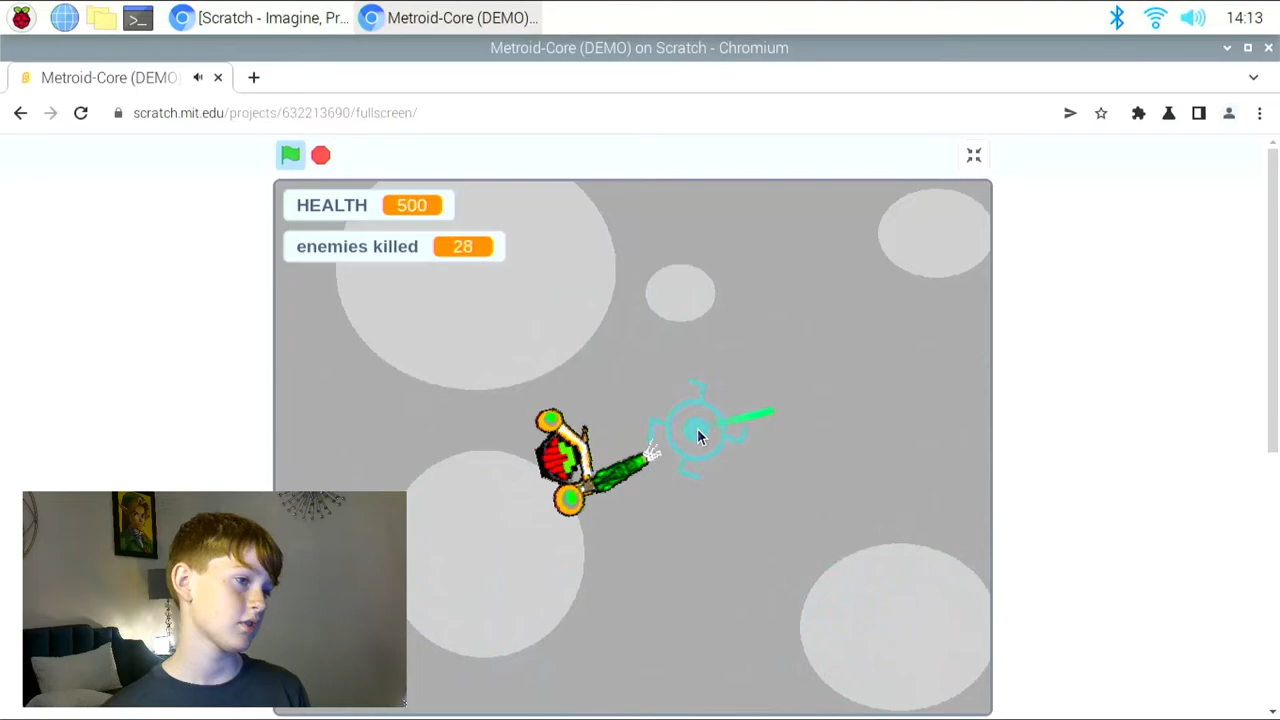 [Scratch - Imagine, Pr...
Metroid-Core (DEMO)...
14:13
Metroid-Core (DEMO) on Scratch - Chromium
Metroid-Core (DEMO)
scratch.mit.edu/projects/632213690/fullscreen/
HEALTH 500
enemies killed 28